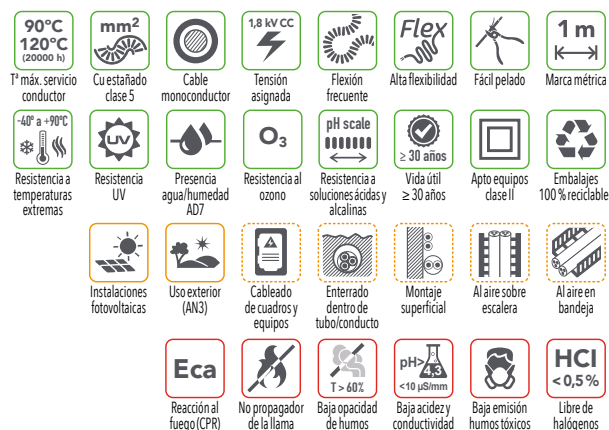 90°C
120°C
(20000 h)
Tª máx. servicio
conductor
mm²
Cu estañado
clase 5
Cable
monoconductor
1,8 kV CC
Tensión
asignada
Flexión
frecuente
Flex
Alta flexibilidad
Fácil pelado
1 m
Marca métrica
-40° a +90°C
Resistencia a
temperaturas
extremas
UV
Resistencia
UV
Presencia
agua/humedad
AD7
O₃
Resistencia al
ozono
pH scale
Resistencia a
soluciones ácidas y
alcalinas
≥ 30 años
Vida útil
≥ 30 años
Apto equipos
clase II
Embalajes
100 % reciclable
Instalaciones
fotovoltaicas
Uso exterior
(AN3)
Cableado
de cuadros y
equipos
Enterrado
dentro de
tubo/conducto
Montaje
superficial
Al aire sobre
escalera
Al aire en
bandeja
Eca
Reacción al
fuego (CPR)
No propagador
de la llama
T > 60%
Baja opacidad
de humos
pH>
4,3
<10 µS/mm
Baja acidez y
conductividad
Baja emisión
humos tóxicos
HCl
< 0,5 %
Libre de
halógenos